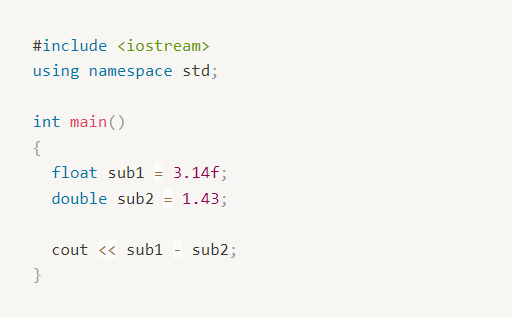 #include <iostream>
using namespace std;
int main()
{
float sub1 = 3.14f;
double sub2 = 1.43;
cout << sub1 - sub2;
}